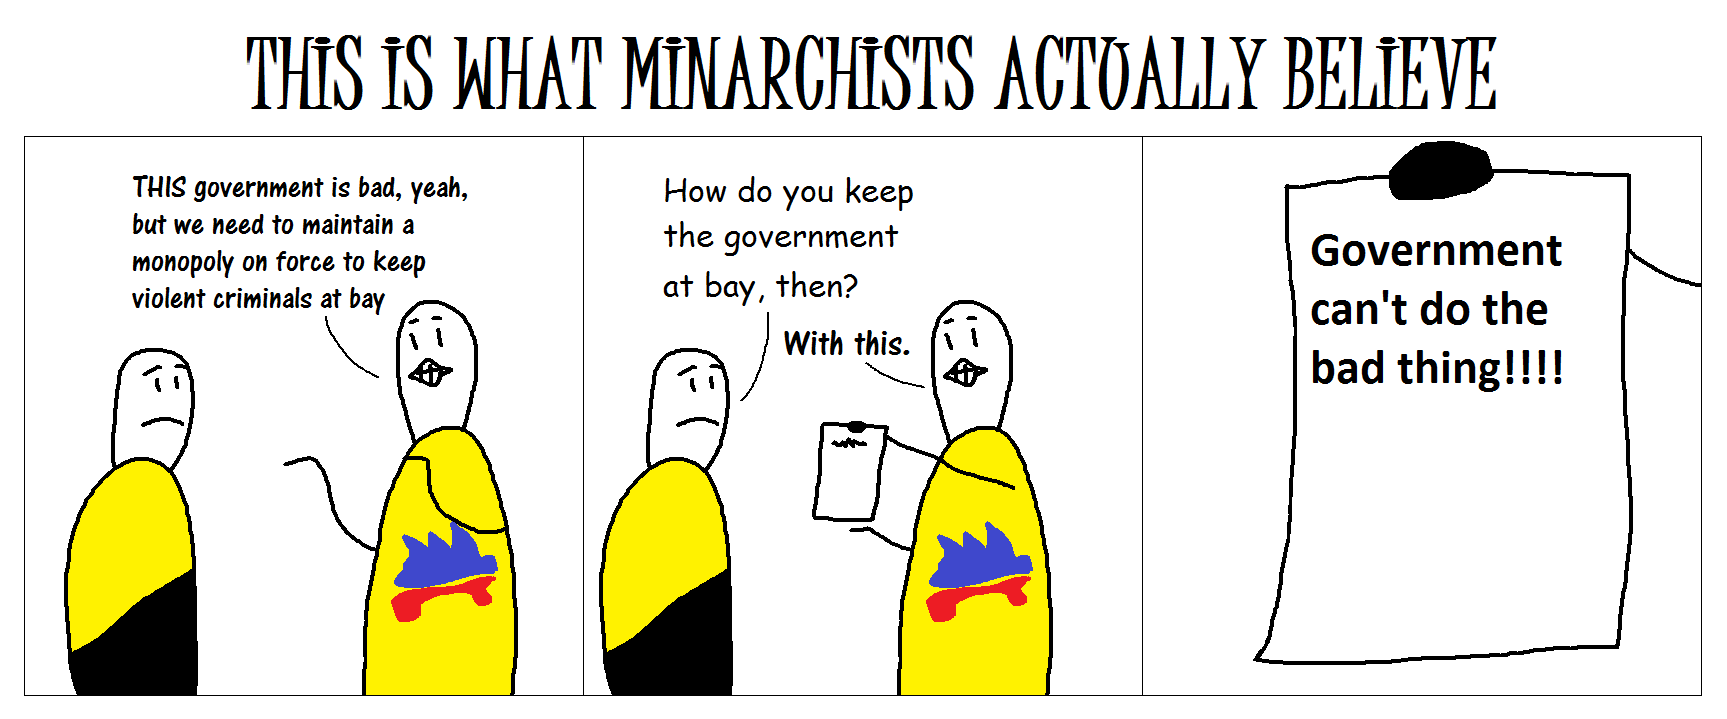 THIS IS WHAT MINARCHISTS ACTUALLY BELIEVE
THIS government is bad, yeah,
but we need to maintain a
monopoly on force to keep
violent criminals at bay
How do you keep
the government
at bay, then?
With this.
Government
can't do the
bad thing!!!!